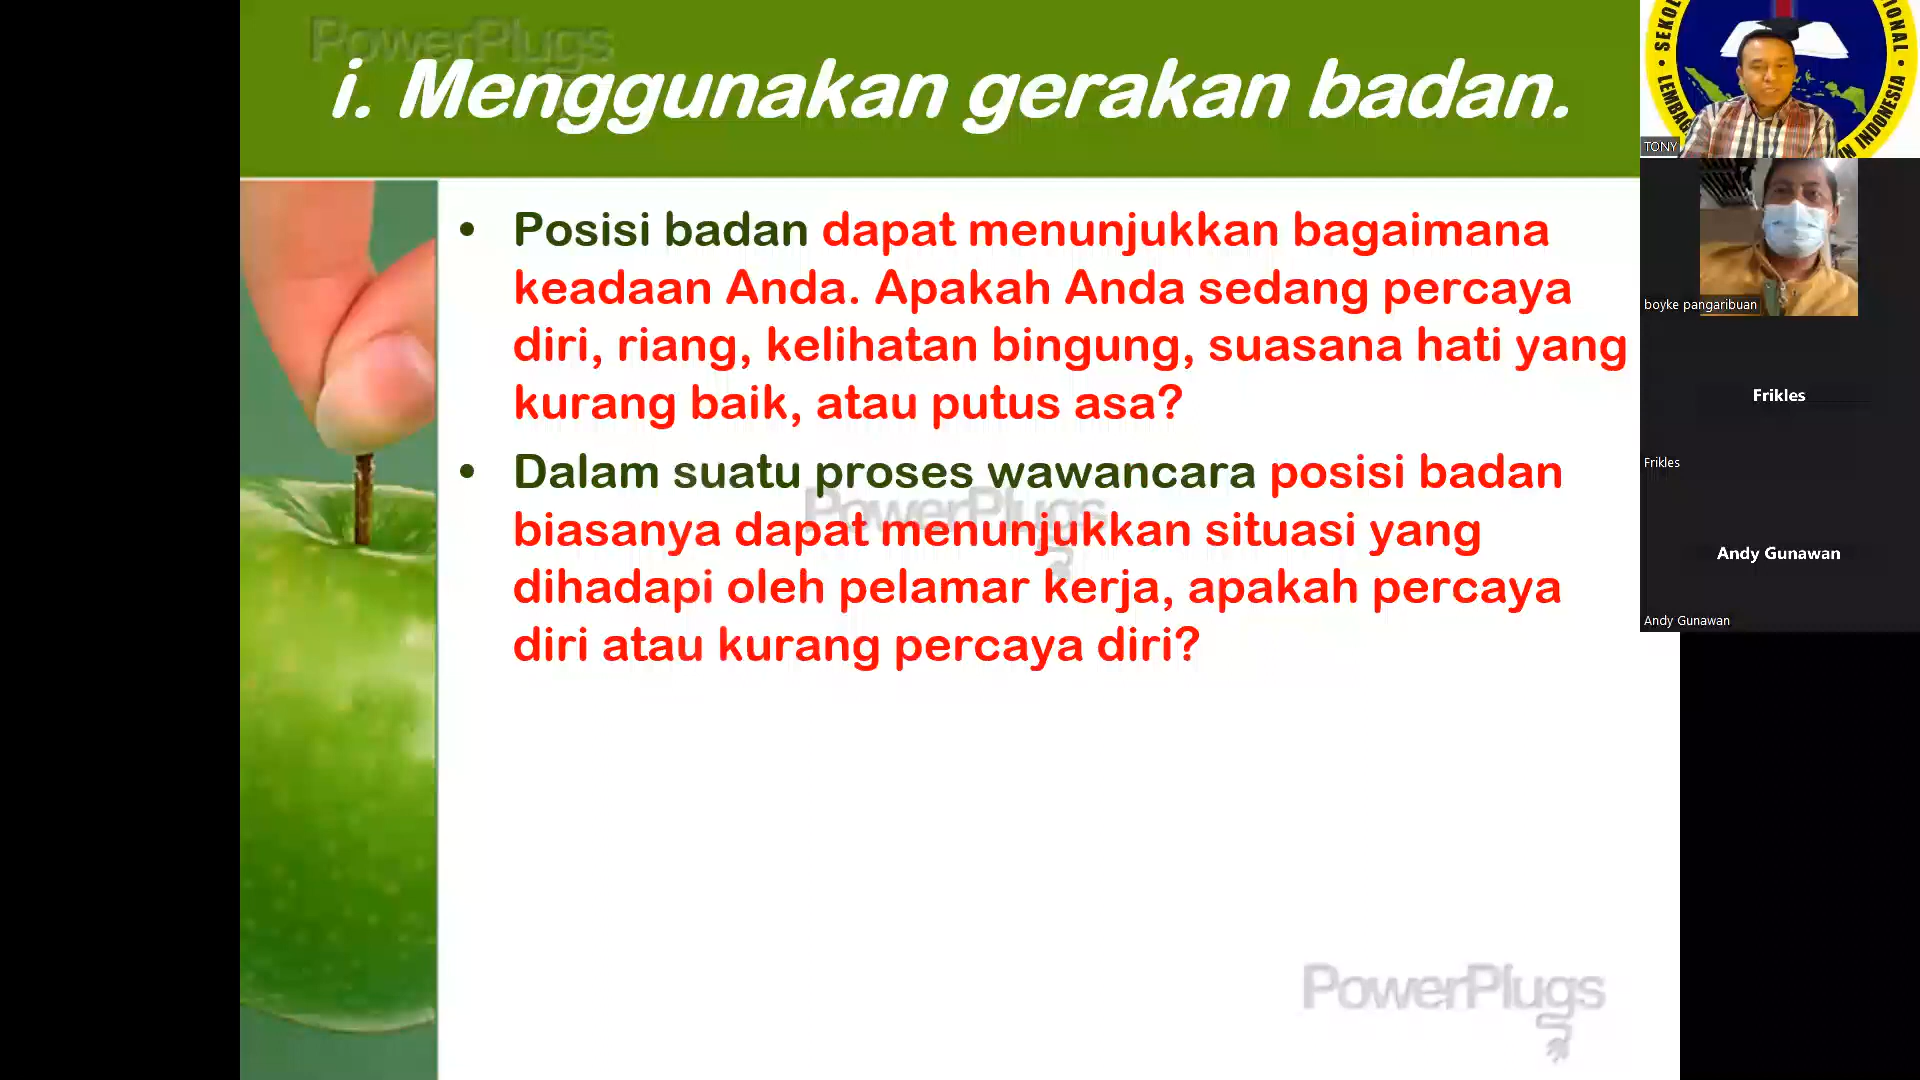 PowerPlugs
i. Menggunakan gerakan badan.
• Posisi badan dapat menunjukkan bagaimana
keadaan Anda. Apakah Anda sedang percaya
diri, riang, kelihatan bingung, suasana hati yang
kurang baik, atau putus asa?
• Dalam suatu proses wawancara posisi badan
PowerPlugs
biasanya dapat menunjukkan situasi yang
dihadapi oleh pelamar kerja, apakah percaya
diri atau kurang percaya diri?
PowerPlugs
INDONESIA
TONY
boyke pangaribuan
Frikles
Frikles
Andy Gunawan
Andy Gunawan